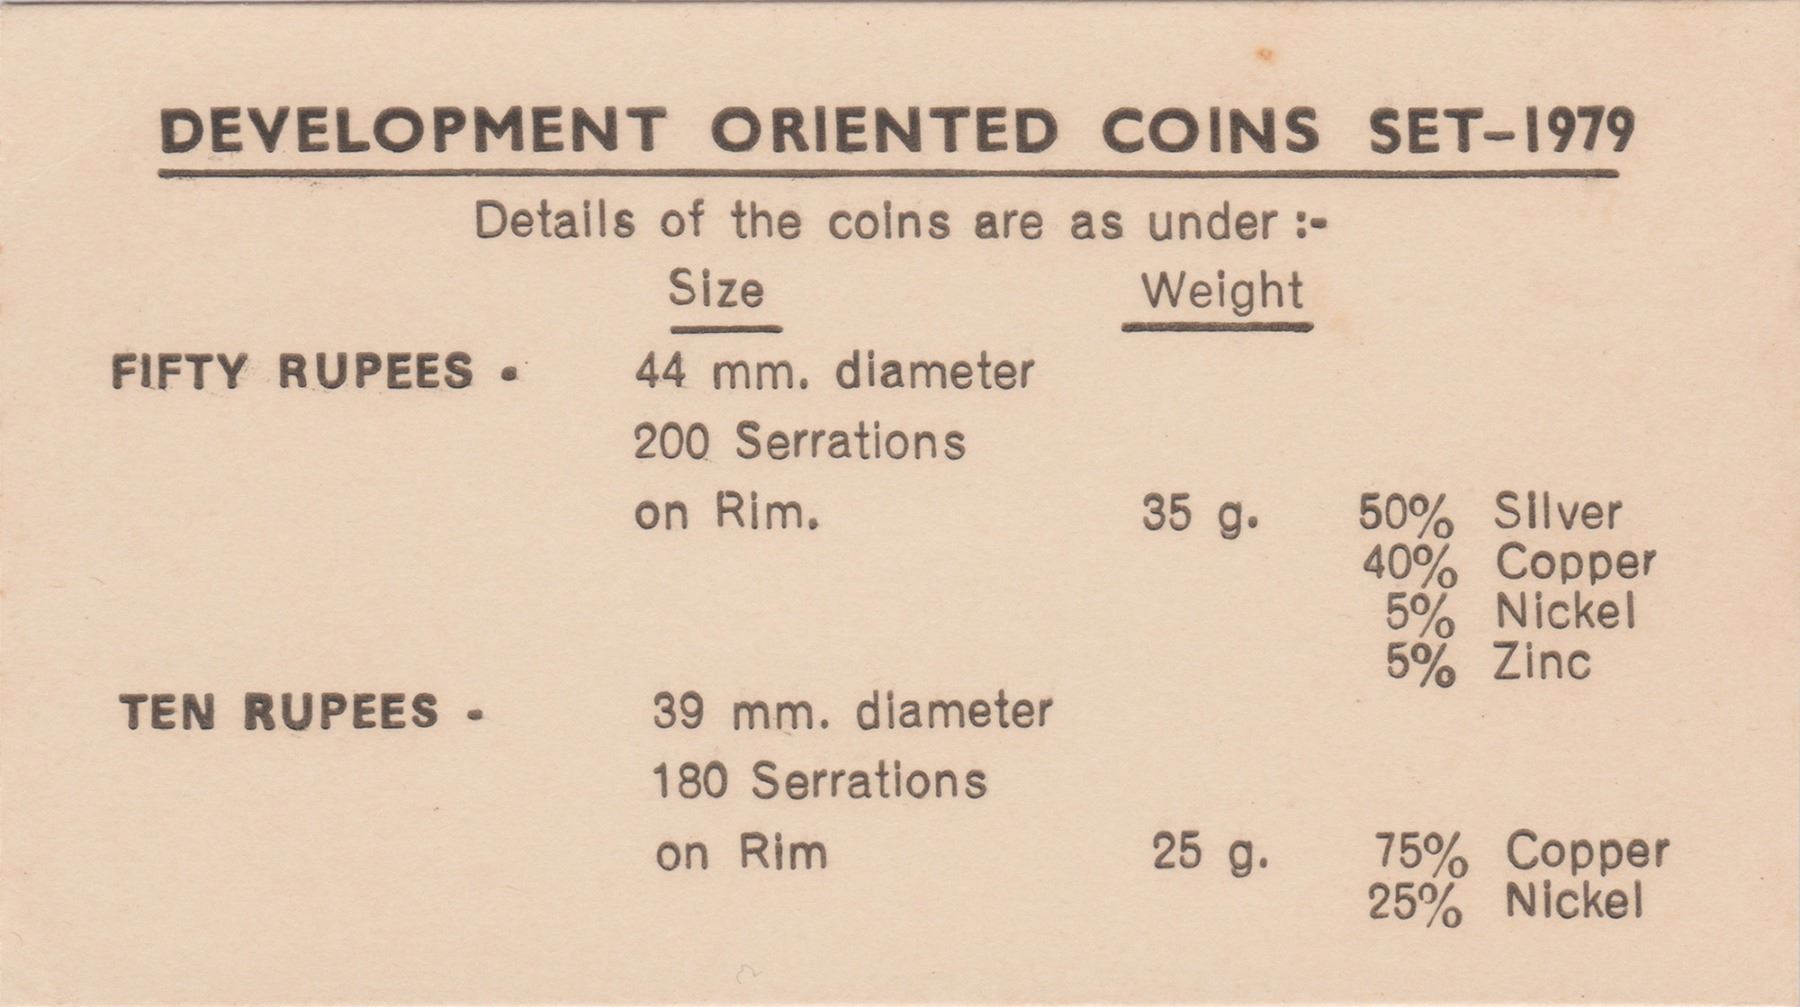 DEVELOPMENT ORIENTED COINS SET-1979
Details of the coins are as under :-
Size Weight
FIFTY RUPEES - 44 mm. diameter
200 Serrations
on Rim. 35 g. 50% Silver
40% Copper
5% Nickel
5% Zinc
TEN RUPEES - 39 mm. diameter
180 Serrations
on Rim 25 g. 75% Copper
25% Nickel